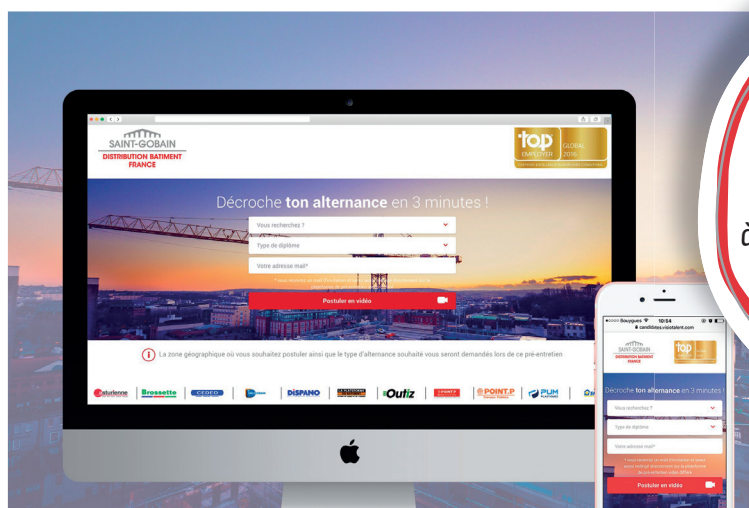 SAINT-GOBAIN
DISTRIBUTION BATIMENT
FRANCE
top
EMPLOYER
GLOBAL
2016
Décroche ton alternance en 3 minutes !
Vous recherchez ?
Type de diplôme
Votre adresse mail*
Postuler en vidéo
La zone géographique où vous souhaitez postuler ainsi que le type d'alternance souhaité vous seront demandés lors de ce pré-entretien
Asturienne
Brossette
CEDEO
DISPANO
Outiz
POINT.P
POINT.P
PUM
à
Bouygues
10:54
candidates.visiotalent.com
SAINT-GOBAIN
DISTRIBUTION BATIMENT
FRANCE
top
Décroche ton alternance en 3 minutes !
Vous recherchez ?
Type de diplôme
Votre adresse mail*
Postuler en vidéo